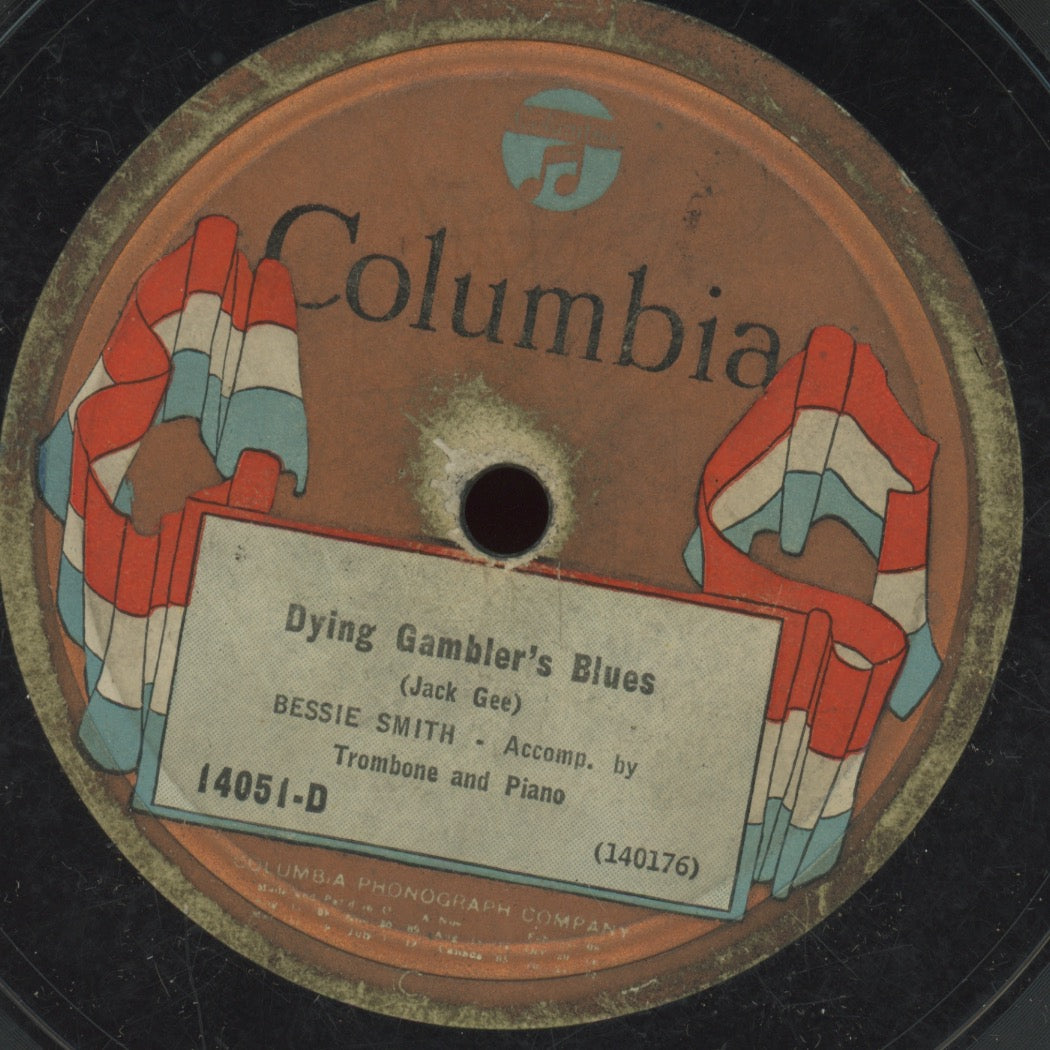 Columbia
Dying Gambler's Blues
(Jack Gee)
BESSIE SMITH - Accomp. by
Trombone and Piano
14051-D
(140176)
COLUMBIA PHONOGRAPH COMPANY